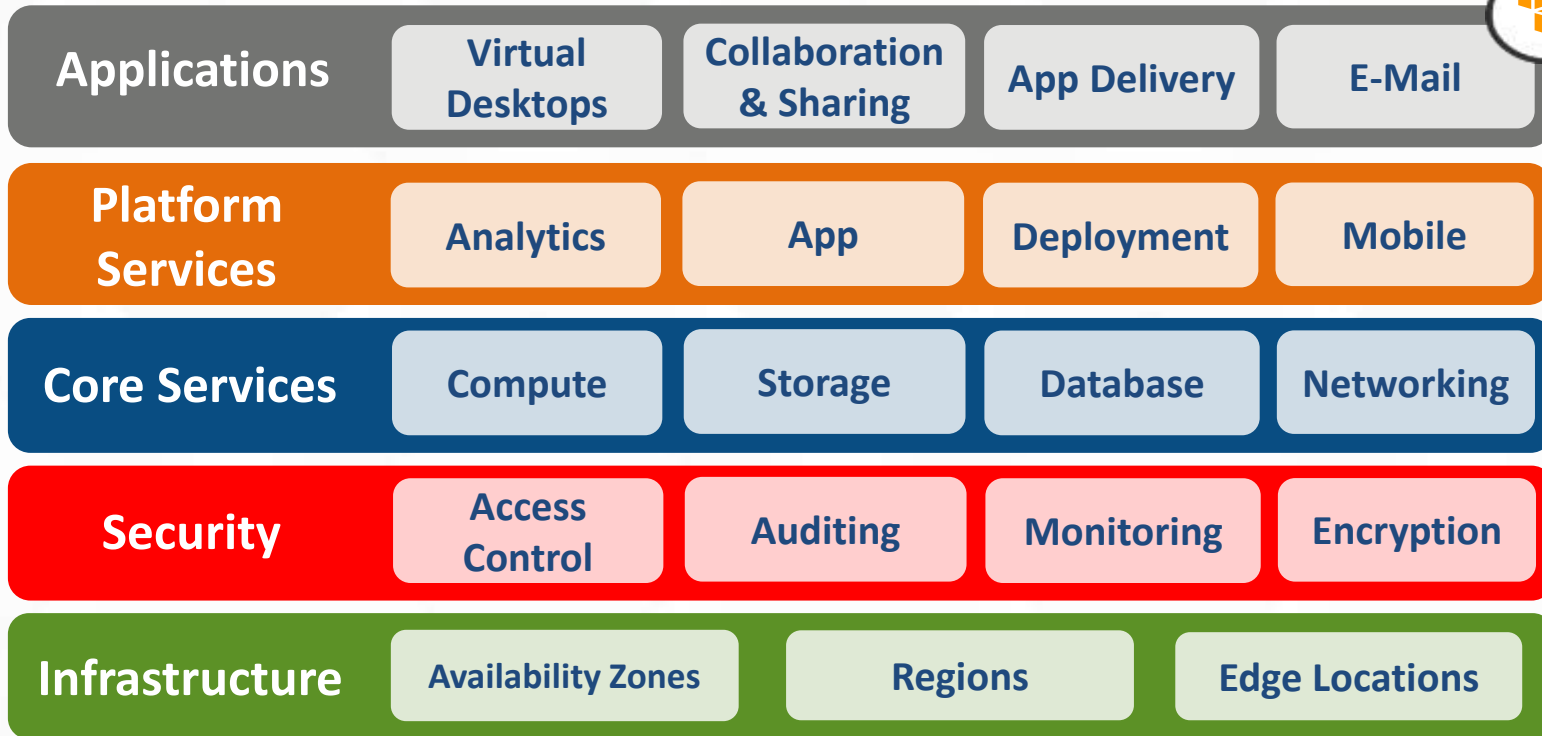 Applications
Virtual
Desktops
Collaboration
& Sharing
App Delivery
E-Mail
Platform
Services
Analytics
App
Deployment
Mobile
Core Services
Compute
Storage
Database
Networking
Security
Access
Control
Auditing
Monitoring
Encryption
Infrastructure
Availability Zones
Regions
Edge Locations